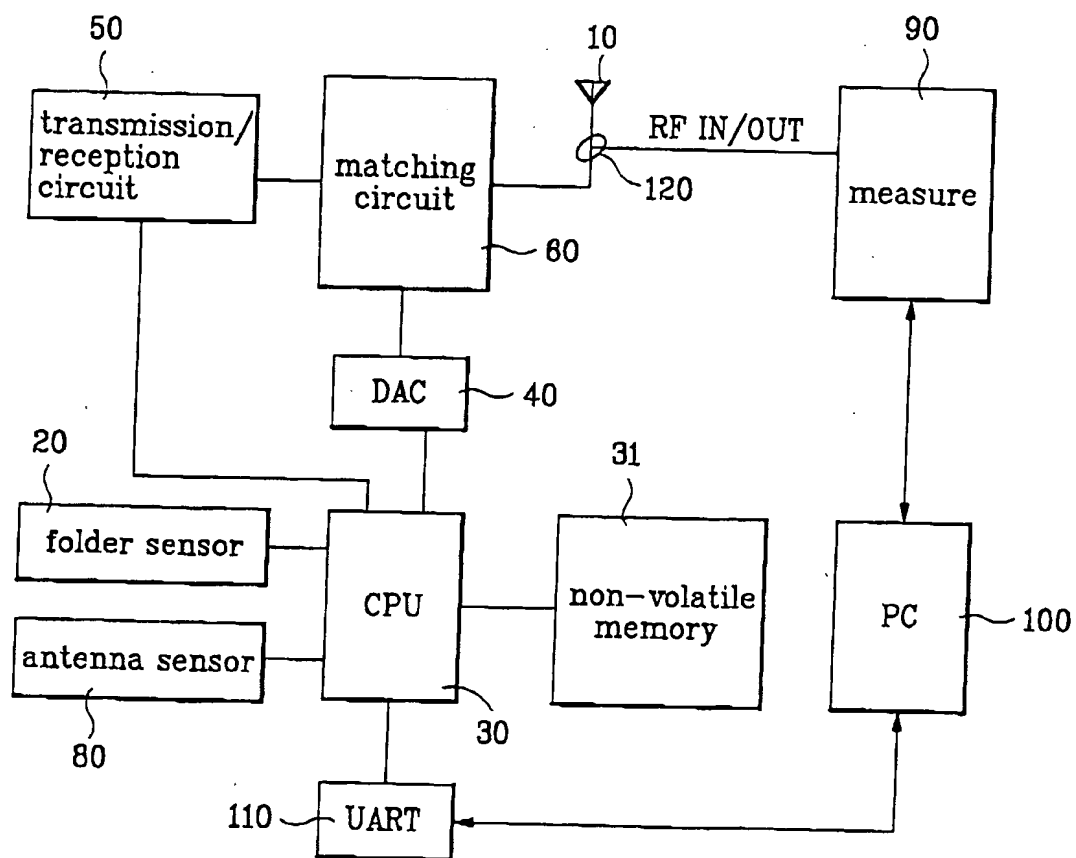 50
10
90
transmission/
reception
circuit
matching
circuit
RF IN/OUT
120
measure
60
DAC
40
20
31
folder sensor
CPU
non-volatile
memory
PC
100
antenna sensor
80
30
110
UART